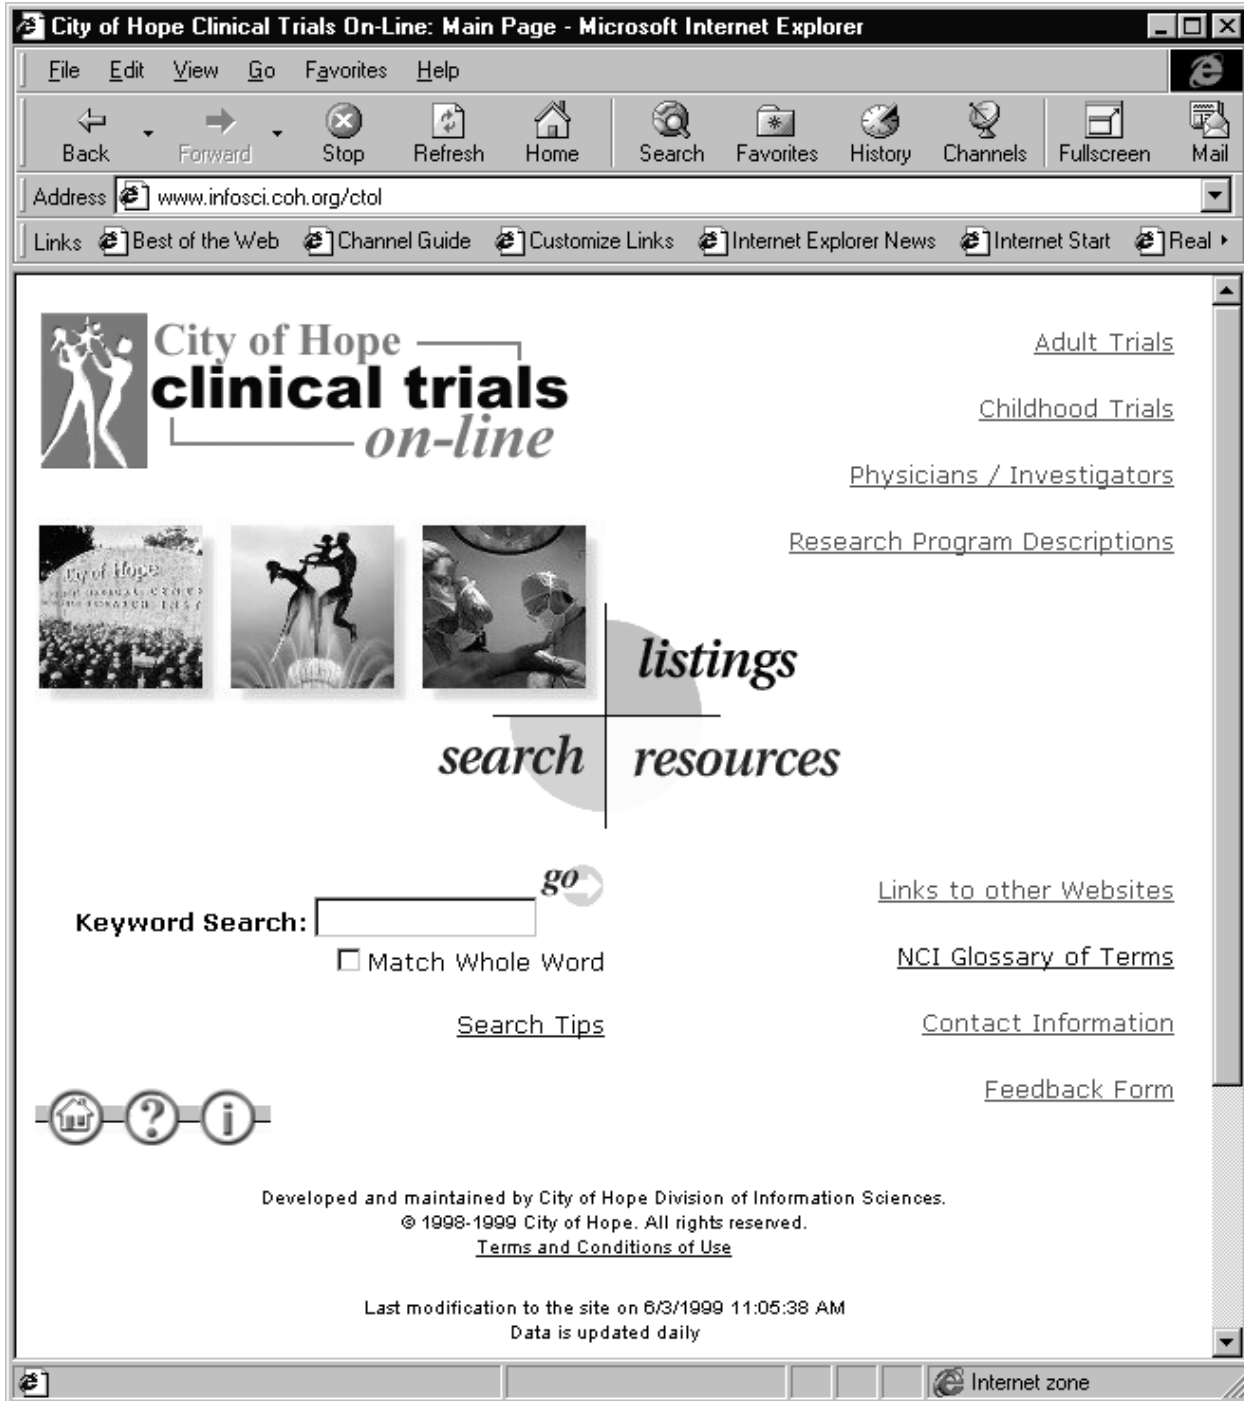 City of Hope Clinical Trials On-Line: Main Page - Microsoft Internet Explorer
File Edit View Go Favorites Help
Back Forward Stop Refresh Home Search Favorites History Channels Fullscreen Mail
Address www.infosci.coh.org/ctol
Links Best of the Web Channel Guide Customize Links Internet Explorer News Internet Start Real
City of Hope
clinical trials
on-line
Adult Trials
Childhood Trials
Physicians / Investigators
Research Program Descriptions
City of Hope
listings
search
resources
go
Keyword Search:
Match Whole Word
Search Tips
Links to other Websites
NCI Glossary of Terms
Contact Information
Feedback Form
Developed and maintained by City of Hope Division of Information Sciences.
© 1998-1999 City of Hope. All rights reserved.
Terms and Conditions of Use
Last modification to the site on 6/3/1999 11:05:38 AM
Data is updated daily
Internet zone